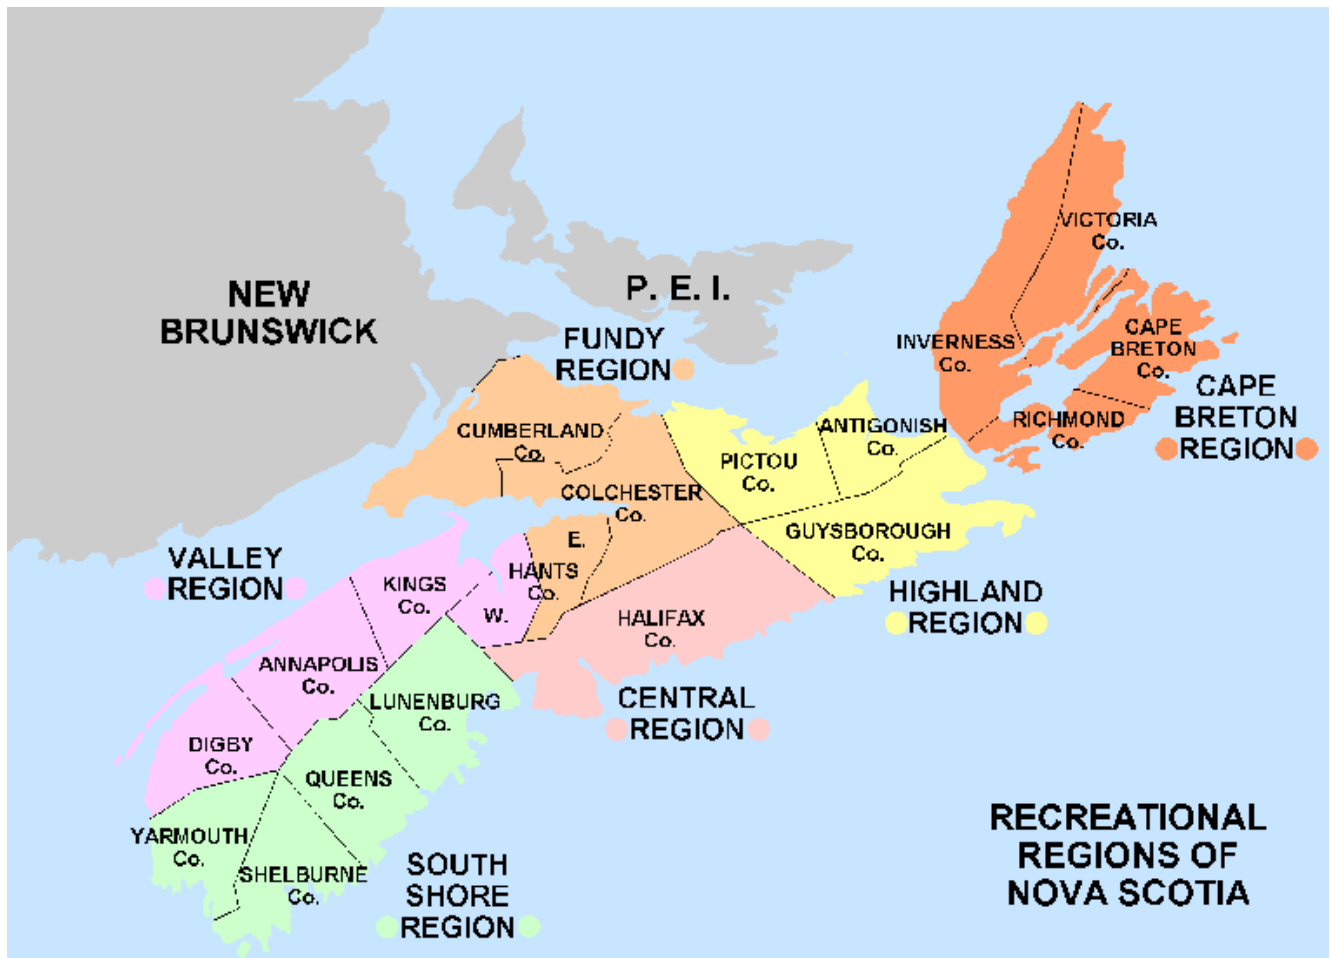 NEW
BRUNSWICK
P. E. I.
FUNDY
REGION
VICTORIA
Co.
INVERNESS
Co.
CAPE
BRETON
Co.
RICHMOND
Co.
CAPE
BRETON
REGION
CUMBERLAND
Co.
COLCHESTER
Co.
PICTOU
Co.
ANTIGONISH
Co.
GUYSBOROUGH
Co.
HIGHLAND
REGION
VALLEY
REGION
KINGS
Co.
E.
HANTS
Co.
W.
HALIFAX
Co.
CENTRAL
REGION
ANNAPOLIS
Co.
LUNENBURG
Co.
DIGBY
Co.
QUEENS
Co.
YARMOUTH
Co.
SHELBURNE
Co.
SOUTH
SHORE
REGION
RECREATIONAL
REGIONS OF
NOVA SCOTIA